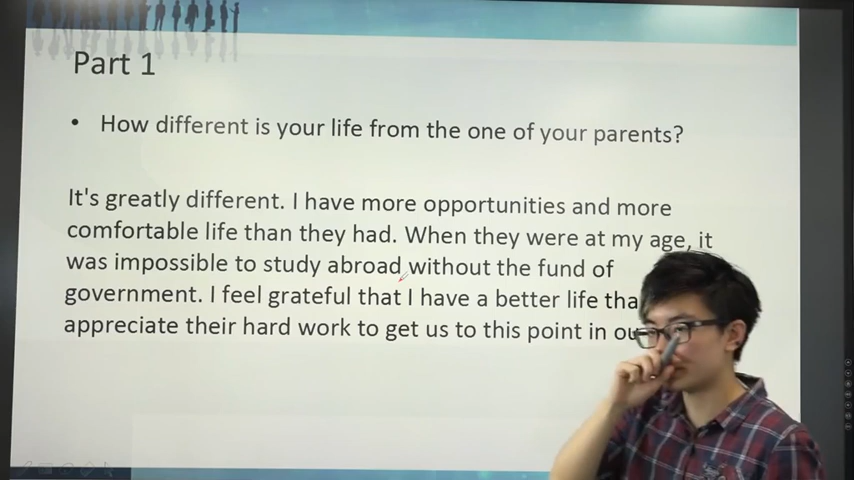 Part 1
• How different is your life from the one of your parents?
It's greatly different. I have more opportunities and more
comfortable life than they had. When they were at my age, it
was impossible to study abroad without the fund of
government. I feel grateful that I have a better life
appreciate their hard work to get us to this point in